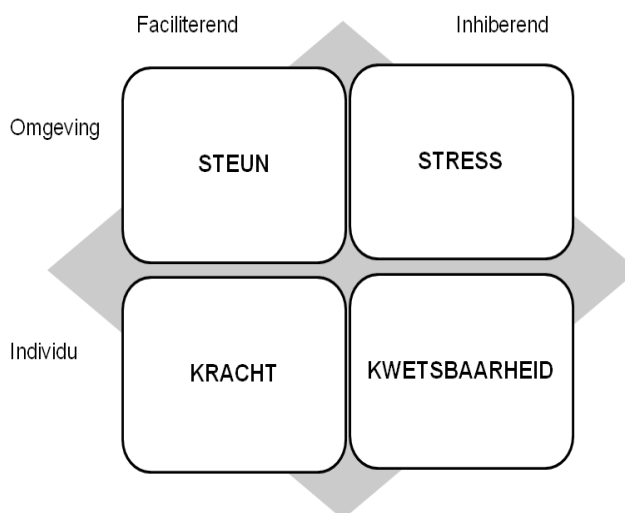 Faciliterend
Inhiberend
Omgeving
STEUN
STRESS
Individu
KRACHT
KWETSBAARHEID